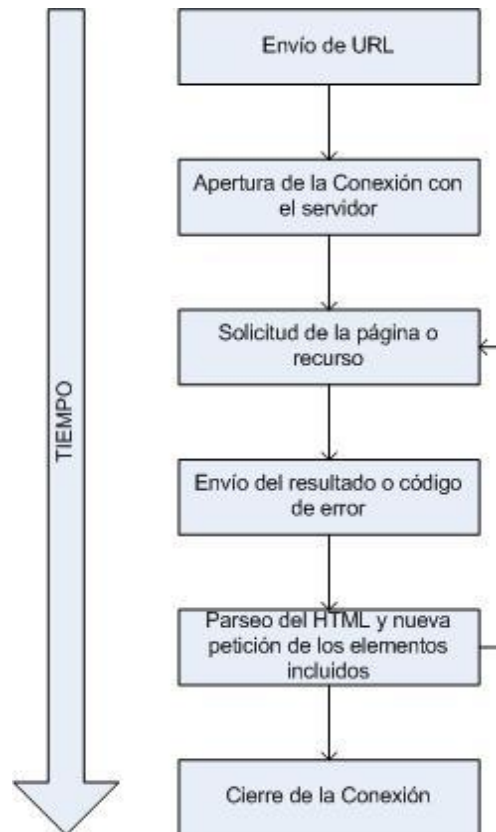 Envío de URL
Apertura de la Conexión con
el servidor
Solicitud de la página o
recurso
TIEMPO
Envío del resultado o código
de error
Parseo del HTML y nueva
petición de los elementos
incluidos
Cierre de la Conexión